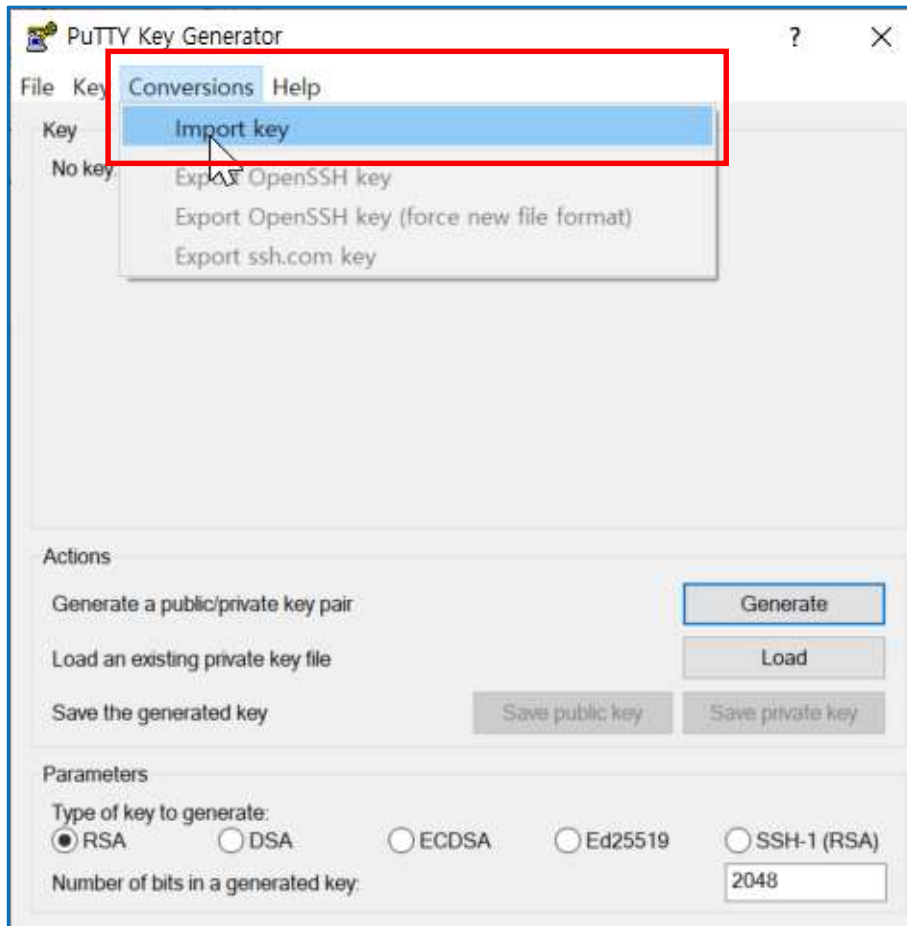 PuTTY Key Generator ? X
File Key Conversions Help
Import key
Key
No key.
Export OpenSSH key
Export OpenSSH key (force new file format)
Export ssh.com key
Actions
Generate a public/private key pair Generate
Load an existing private key file Load
Save the generated key Save public key Save private key
Parameters
Type of key to generate:
RSA DSA ECDSA Ed25519 SSH-1 (RSA)
Number of bits in a generated key: 2048